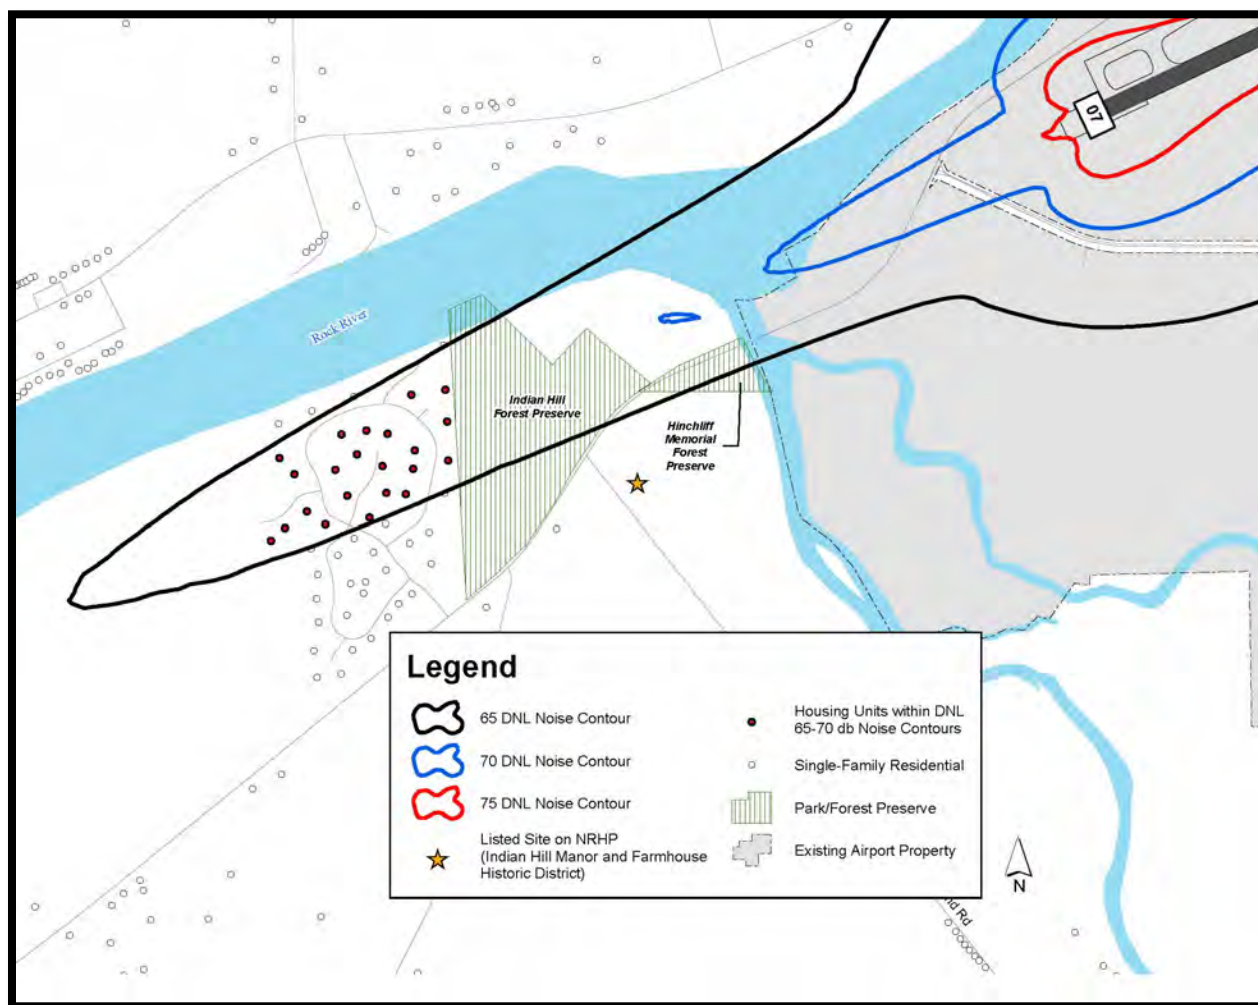 07
Rock River
Indian Hill
Forest Preserve
Hinchliff
Memorial
Forest
Preserve
Legend
65 DNL Noise Contour
70 DNL Noise Contour
75 DNL Noise Contour
Listed Site on NRHP
(Indian Hill Manor and Farmhouse
Historic District)
Housing Units within DNL
65-70 db Noise Contours
Single-Family Residential
Park/Forest Preserve
Existing Airport Property
N
Rd